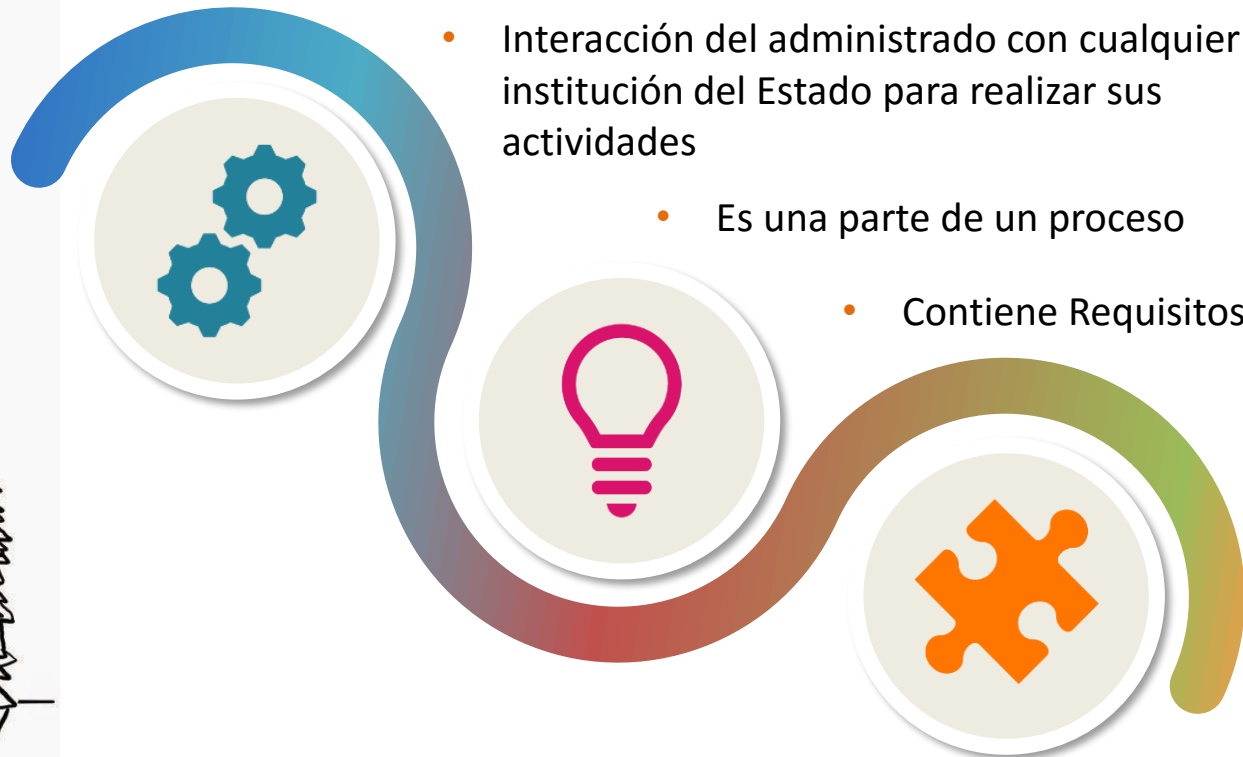 • Interacción del administrado con cualquier
institución del Estado para realizar sus
actividades
• Es una parte de un proceso
• Contiene Requisitos